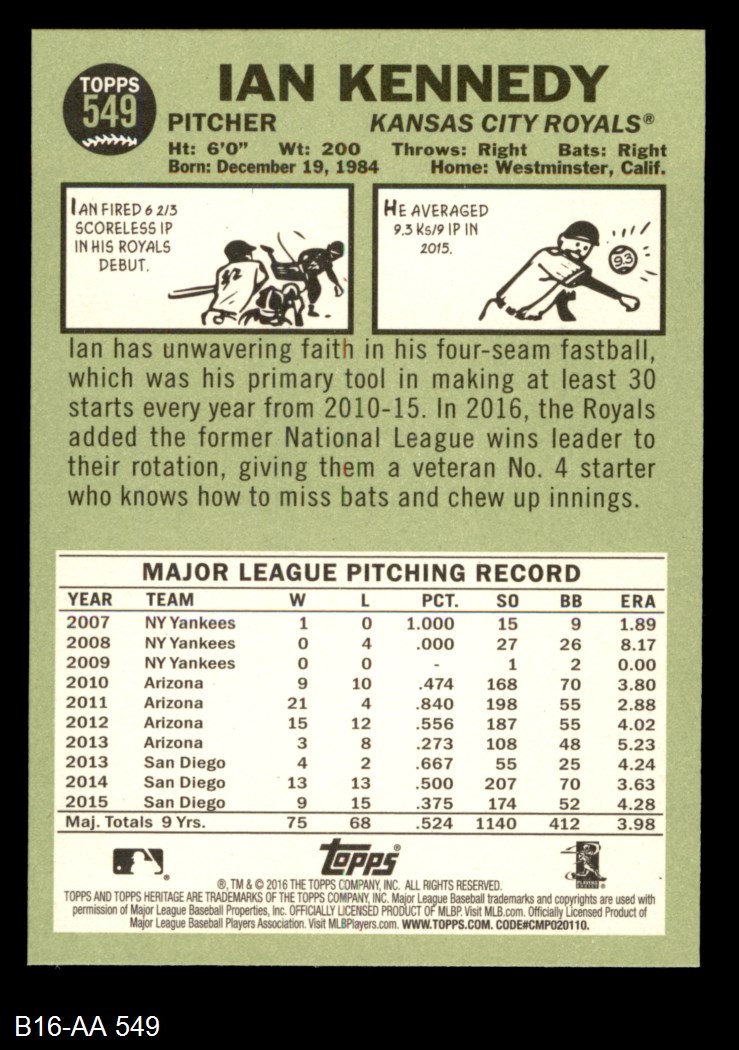 TOPPS
549
IAN KENNEDY
PITCHER KANSAS CITY ROYALS®
Ht: 6'0" Wt: 200 Throws: Right Bats: Right
Born: December 19, 1984 Home: Westminster, Calif.
IAN FIRED 6 2/3
SCORELESS IP
IN HIS ROYALS
DEBUT.
HE AVERAGED
9.3 Ks/9 IP IN
2015.
9.3
Ian has unwavering faith in his four-seam fastball,
which was his primary tool in making at least 30
starts every year from 2010-15. In 2016, the Royals
added the former National League wins leader to
their rotation, giving them a veteran No. 4 starter
who knows how to miss bats and chew up innings.
MAJOR LEAGUE PITCHING RECORD
YEAR TEAM W L PCT. SO BB ERA
2007 NY Yankees 1 0 1.000 15 9 1.89
2008 NY Yankees 0 4 .000 27 26 8.17
2009 NY Yankees 0 0 - 1 2 0.00
2010 Arizona 9 10 .474 168 70 3.80
2011 Arizona 21 4 .840 198 55 2.88
2012 Arizona 15 12 .556 187 55 4.02
2013 Arizona 3 8 .273 108 48 5.23
2013 San Diego 4 2 .667 55 25 4.24
2014 San Diego 13 13 .500 207 70 3.63
2015 San Diego 9 15 .375 174 52 4.28
Maj. Totals 9 Yrs. 75 68 .524 1140 412 3.98
Topps®
®, TM & © 2016 THE TOPPS COMPANY, INC. ALL RIGHTS RESERVED.
TOPPS AND TOPPS HERITAGE ARE TRADEMARKS OF THE TOPPS COMPANY, INC. Major League Baseball trademarks and copyrights are used with
permission of Major League Baseball Properties, Inc. OFFICIALLY LICENSED PRODUCT OF MLBP. Visit MLB.com. Officially Licensed Product of
Major League Baseball Players Association. Visit MLBPlayers.com. WWW.TOPPS.COM. CODE#CMP020110.
B16-AA 549